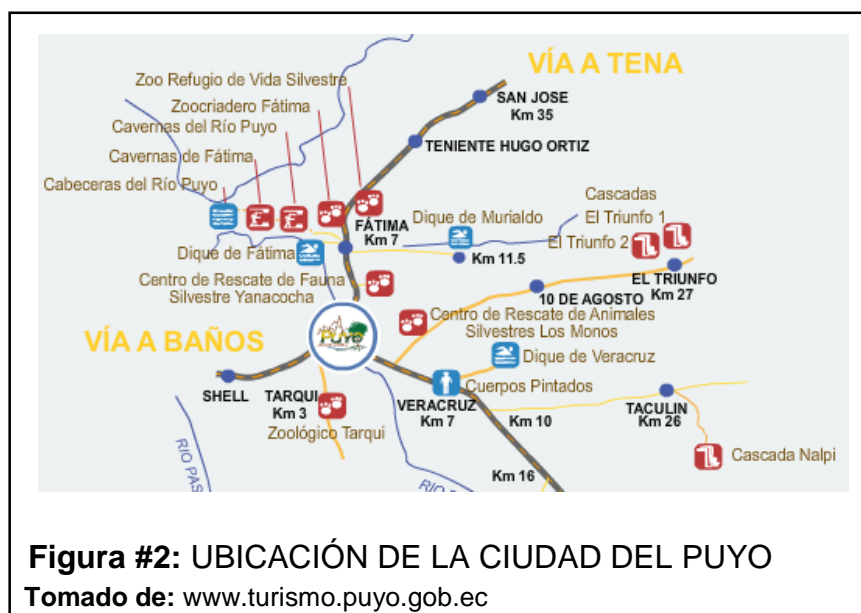 VÍA A TENA
Zoo Refugio de Vida Silvestre
Zoocriadero Fátima
Cavernas del Río Puyo
Cavernas de Fátima
Cabeceras del Río Puyo
SAN JOSE
Km 35
TENIENTE HUGO ORTIZ
FÁTIMA
Km 7
Dique de Murialdo
Cascadas
El Triunfo 1
El Triunfo 2
Dique de Fátima
Km 11.5
Centro de Rescate de Fauna
Silvestre Yanacocha
EL TRIUNFO
Km 27
10 DE AGOSTO
Centro de Rescate de Animales
Silvestres Los Monos
PUYO
VÍA A BAÑOS
Dique de Veracruz
Cuerpos Pintados
SHELL
TARQUI
Km 3
Zoológico Tarqui
VERACRUZ
Km 7
Km 10
TACULIN
Km 26
Cascada Nalpi
Km 16
RIO PAS
RIO
Figura #2: UBICACIÓN DE LA CIUDAD DEL PUYO
Tomado de: www.turismo.puyo.gob.ec